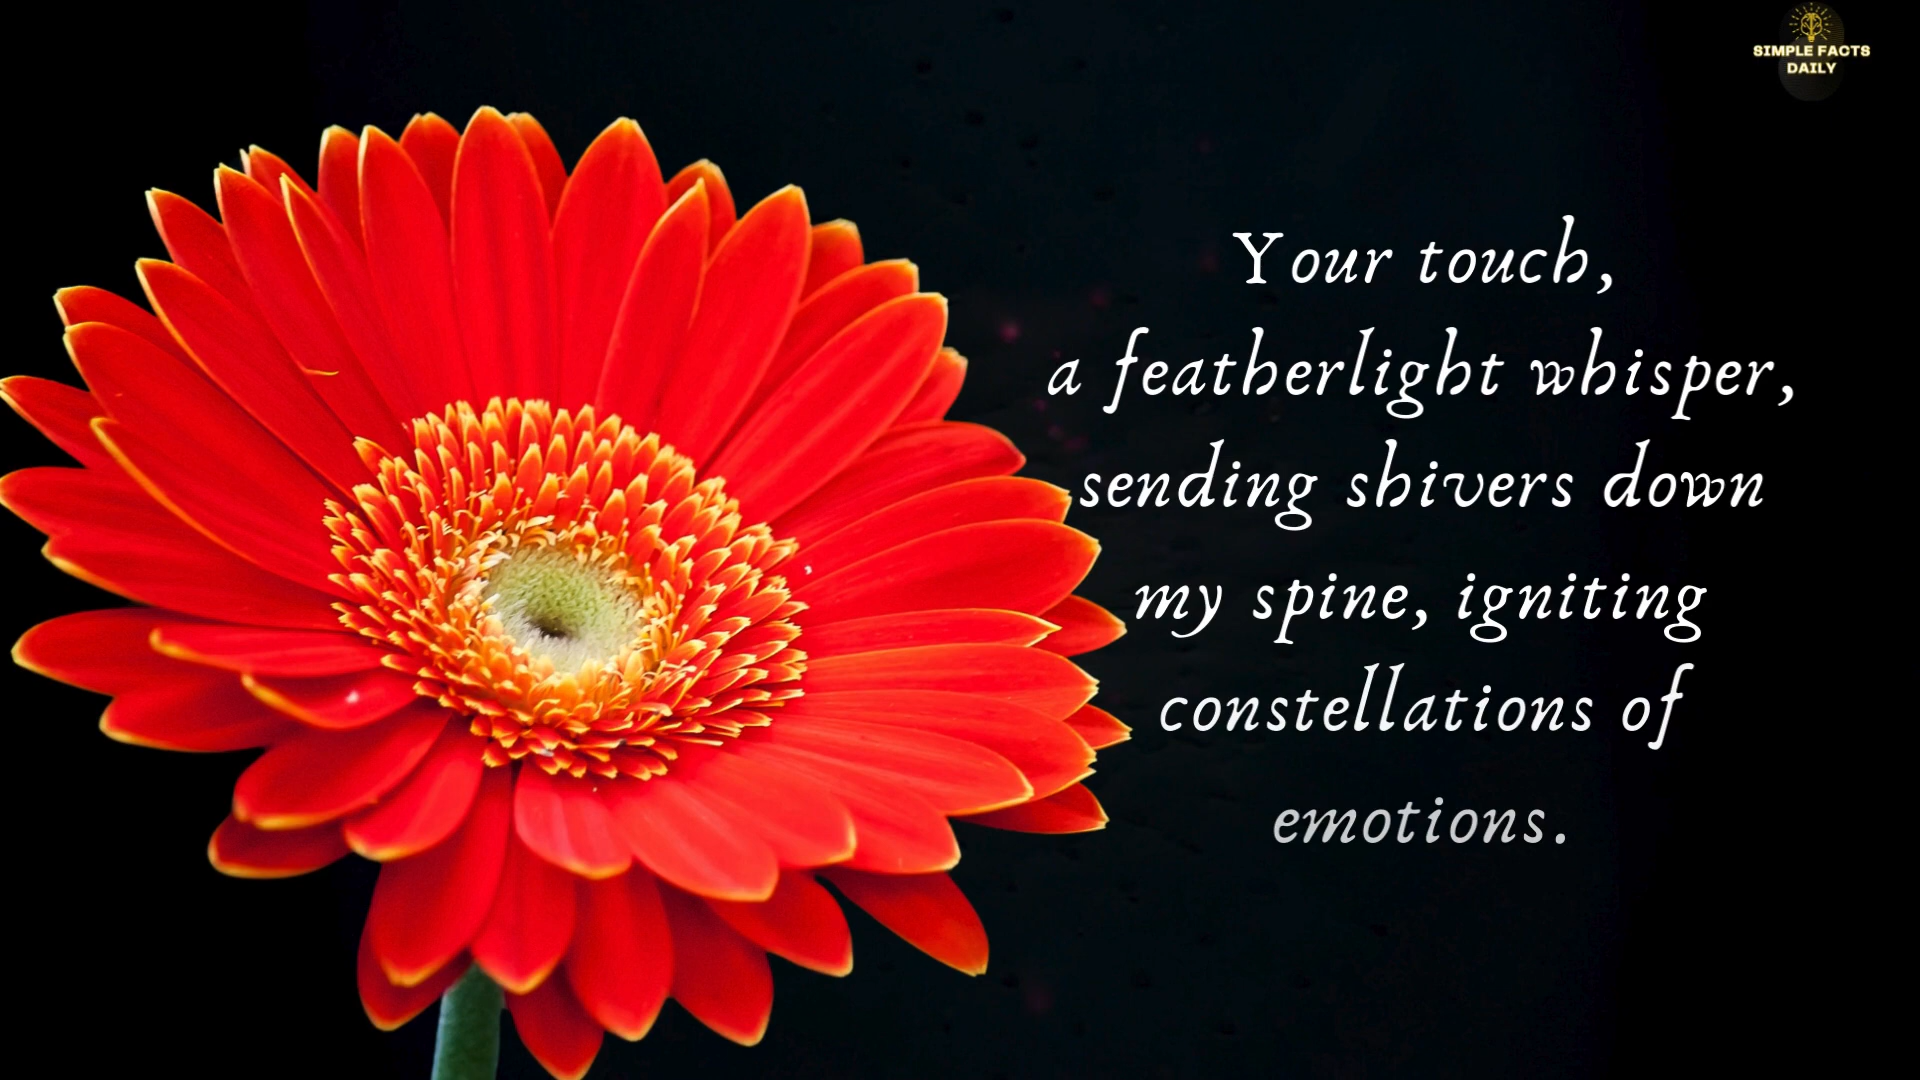 SIMPLE FACTS
DAILY
Your touch,
a featherlight whisper,
sending shivers down
my spine, igniting
constellations of
emotions.